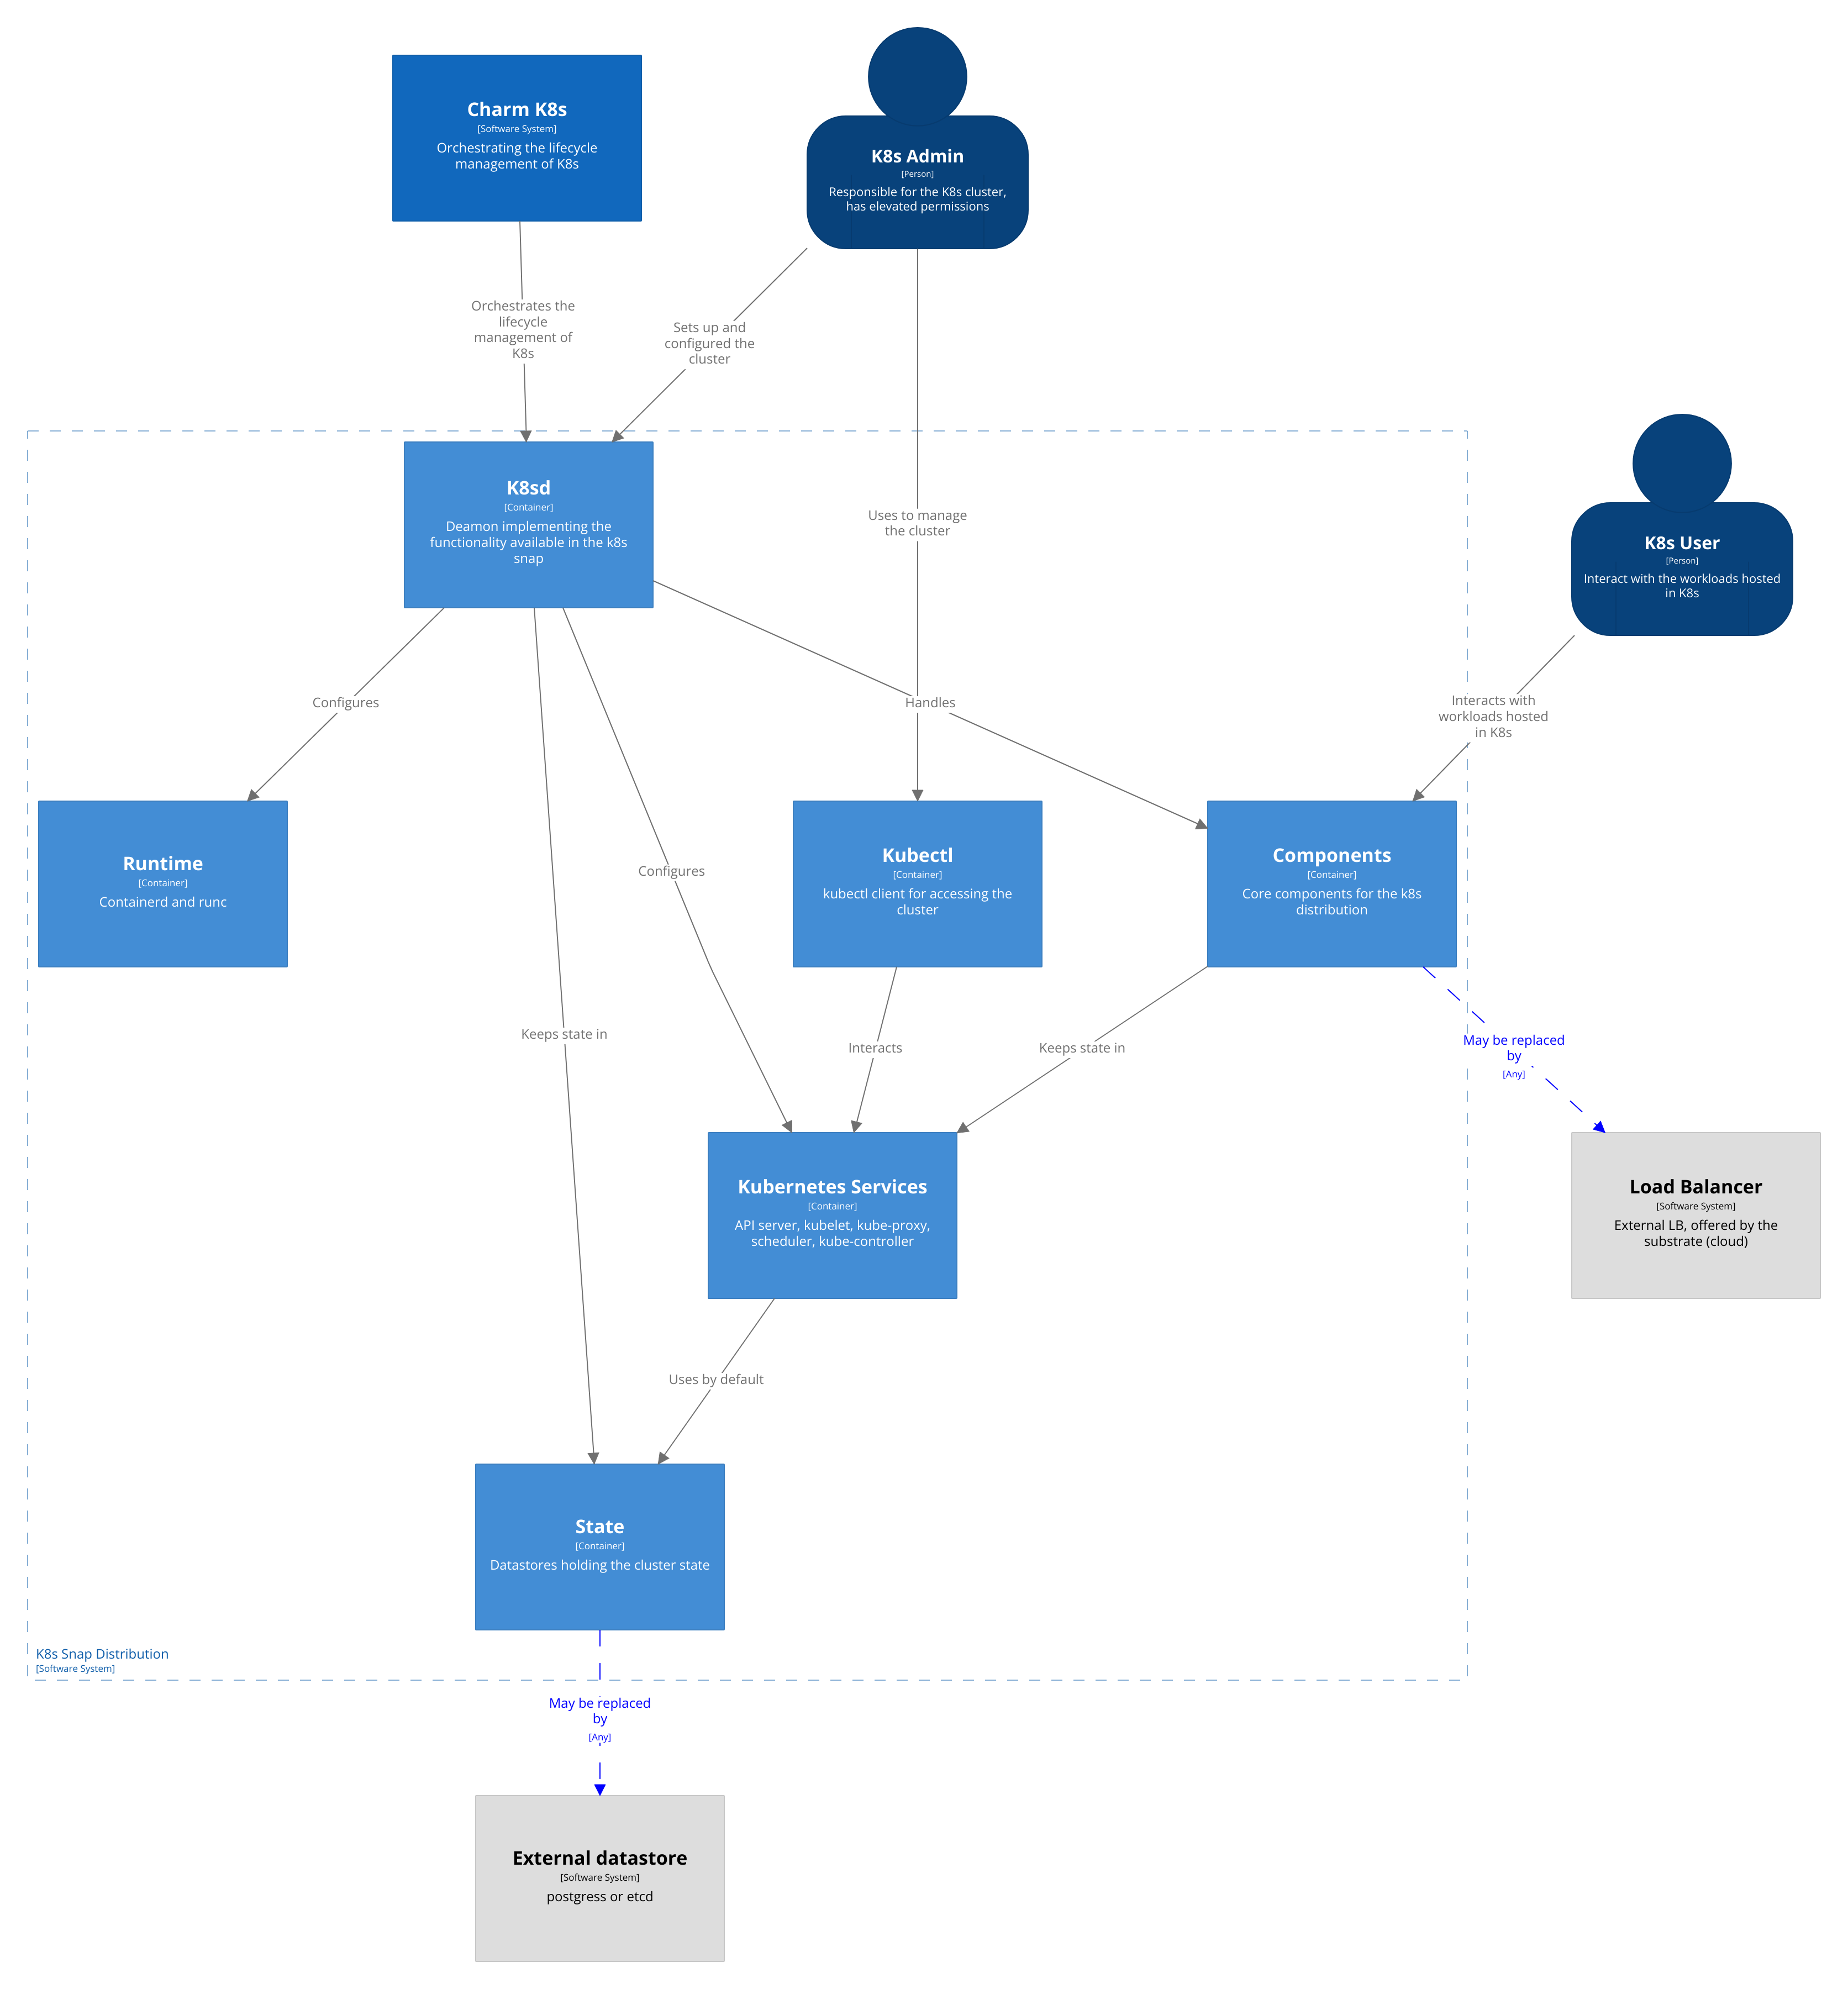 Charm K8s
[Software System]
Orchestrating the lifecycle
management of K8s
K8s Admin
[Person]
Responsible for the K8s cluster,
has elevated permissions
Orchestrates the
lifecycle
management of
K8s
Sets up and
configured the
cluster
Uses to manage
the cluster
K8sd
[Container]
Deamon implementing the
functionality available in the k8s
snap
K8s User
[Person]
Interact with the workloads hosted
in K8s
Configures
Handles
Interacts with
workloads hosted
in K8s
Runtime
[Container]
Containerd and runc
Configures
Kubectl
[Container]
kubectl client for accessing the
cluster
Components
[Container]
Core components for the k8s
distribution
Keeps state in
Interacts
Keeps state in
May be replaced
by
[Any]
Kubernetes Services
[Container]
API server, kubelet, kube-proxy,
scheduler, kube-controller
Load Balancer
[Software System]
External LB, offered by the
substrate (cloud)
Uses by default
State
[Container]
Datastores holding the cluster state
K8s Snap Distribution
[Software System]
May be replaced
by
[Any]
External datastore
[Software System]
postgress or etcd